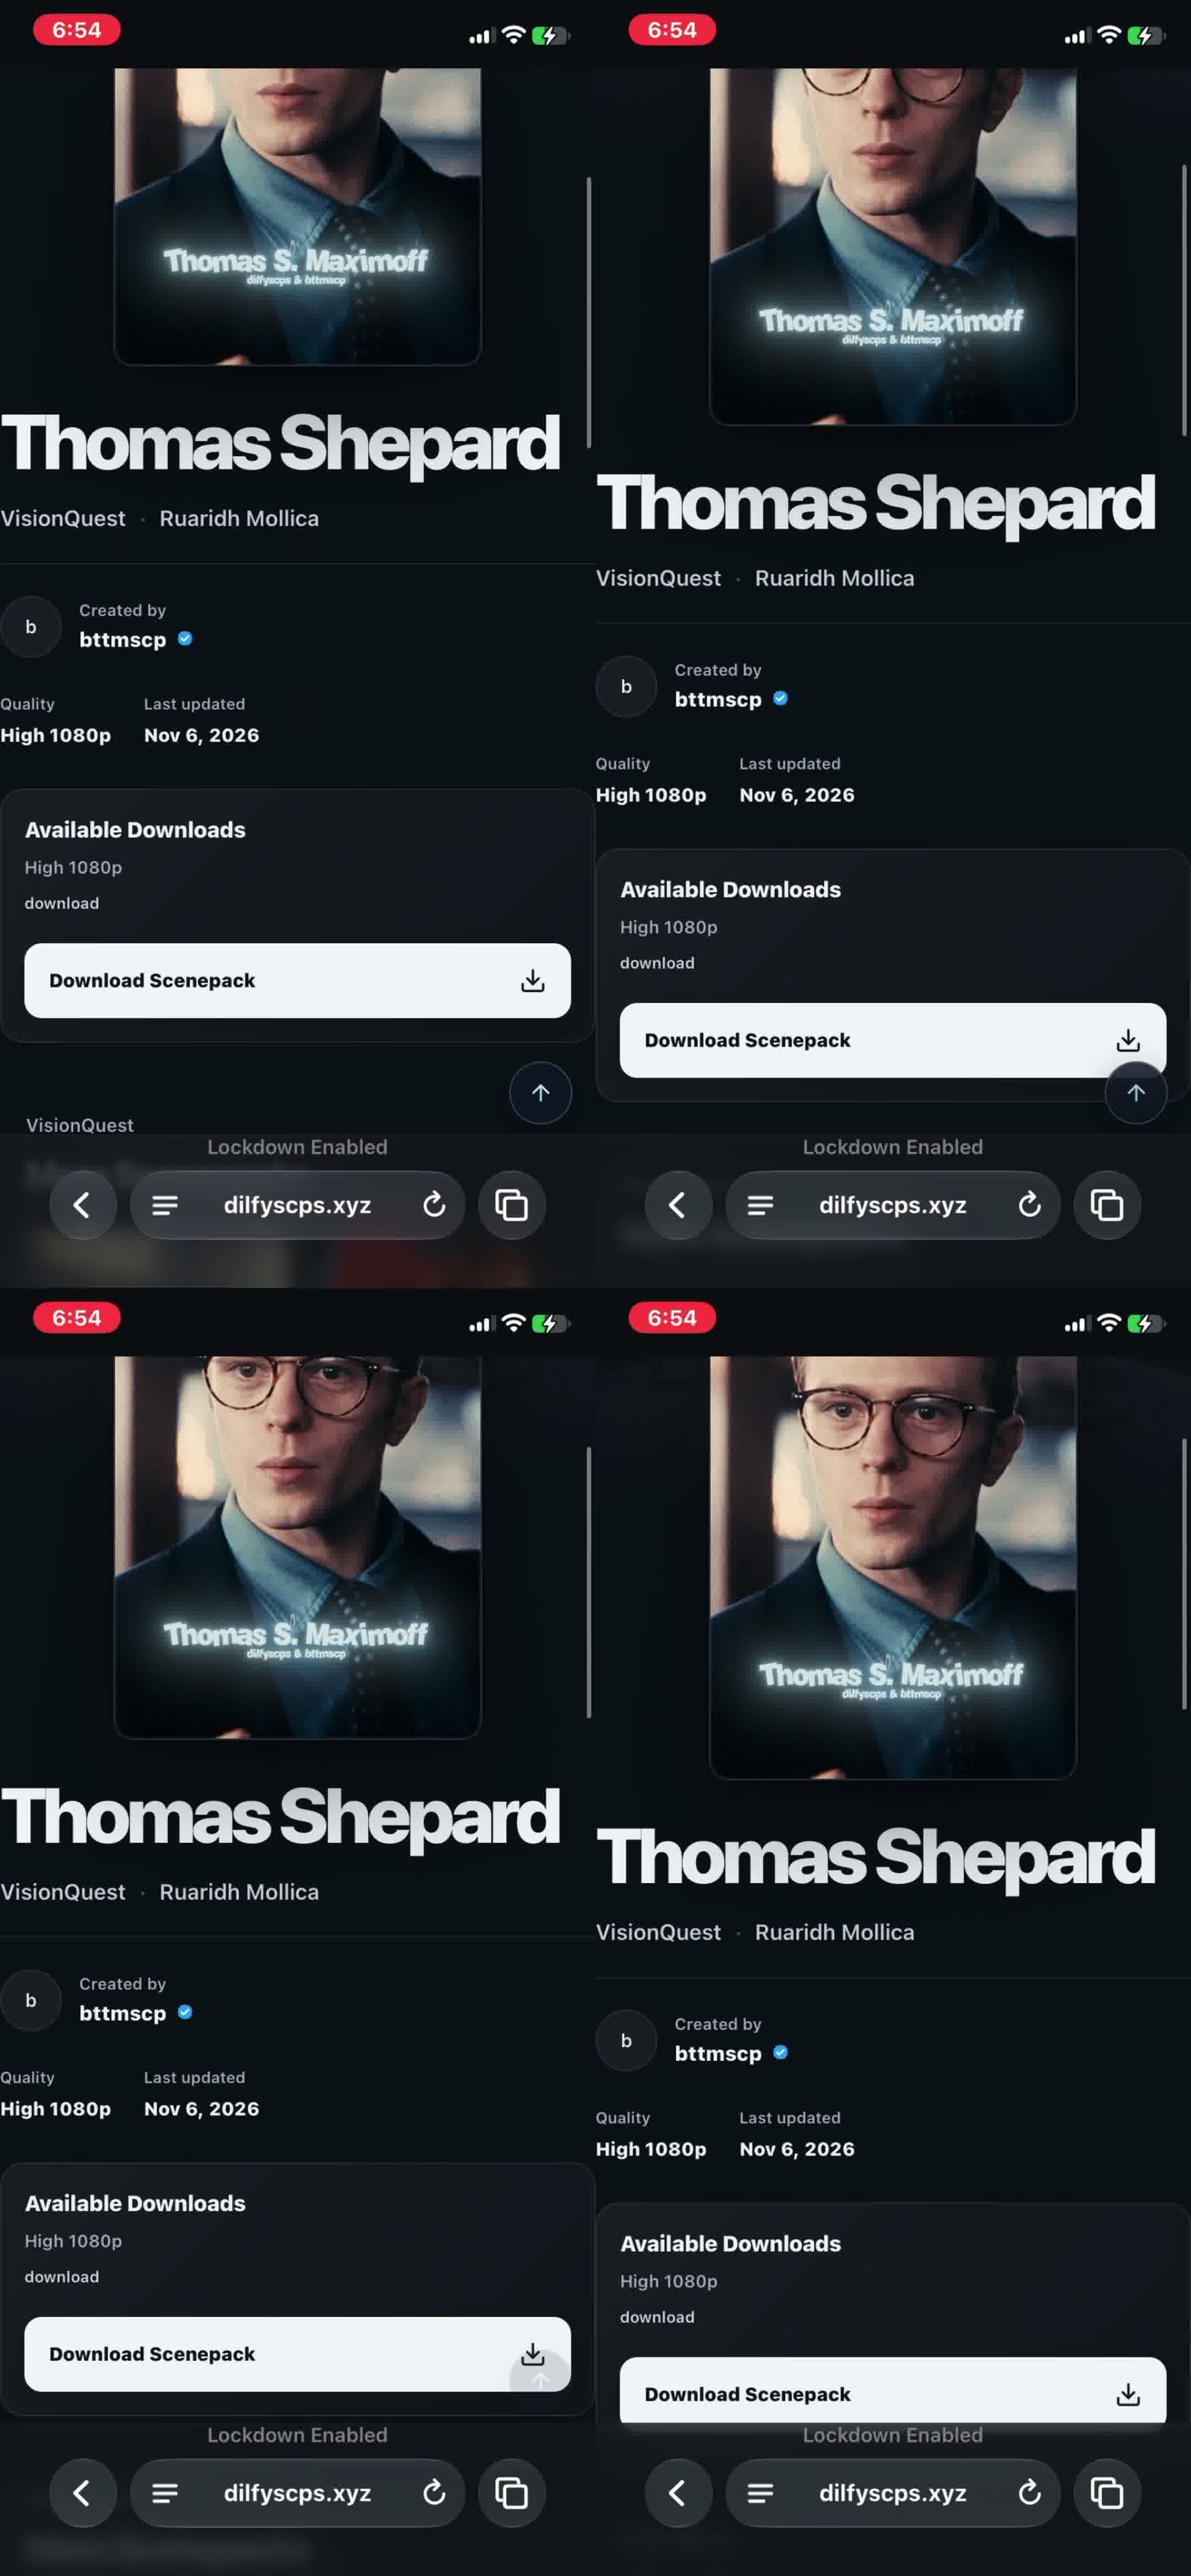 6:54
Thomas S. Maximoff
dilfyscps & bttmscp
Thomas Shepard
VisionQuest · Ruaridh Mollica
b
Created by
bttmscp
Quality Last updated
High 1080p Nov 6, 2026
Available Downloads
High 1080p
download
Download Scenepack
VisionQuest
Lockdown Enabled
dilfyscps.xyz
6:54
Thomas S. Maximoff
dilfyscps & bttmscp
Thomas Shepard
VisionQuest · Ruaridh Mollica
b
Created by
bttmscp
Quality Last updated
High 1080p Nov 6, 2026
Available Downloads
High 1080p
download
Download Scenepack
Lockdown Enabled
dilfyscps.xyz
6:54
Thomas S. Maximoff
dilfyscps & bttmscp
Thomas Shepard
VisionQuest · Ruaridh Mollica
b
Created by
bttmscp
Quality Last updated
High 1080p Nov 6, 2026
Available Downloads
High 1080p
download
Download Scenepack
Lockdown Enabled
dilfyscps.xyz
6:54
Thomas S. Maximoff
dilfyscps & bttmscp
Thomas Shepard
VisionQuest · Ruaridh Mollica
b
Created by
bttmscp
Quality Last updated
High 1080p Nov 6, 2026
Available Downloads
High 1080p
download
Download Scenepack
Lockdown Enabled
dilfyscps.xyz